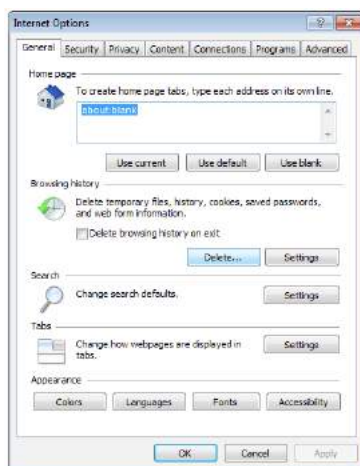 Internet Options
General Security Privacy Content Connections Programs Advanced
Home page
To create home page tabs, type each address on its own line.
about:blank
Use current Use default Use blank
Browsing history
Delete temporary files, history, cookies, saved passwords,
and web form information.
Delete browsing history on exit
Delete... Settings
Search
Change search defaults. Settings
Tabs
Change how webpages are displayed in
tabs.
Settings
Appearance
Colors Languages Fonts Accessibility
OK Cancel Apply